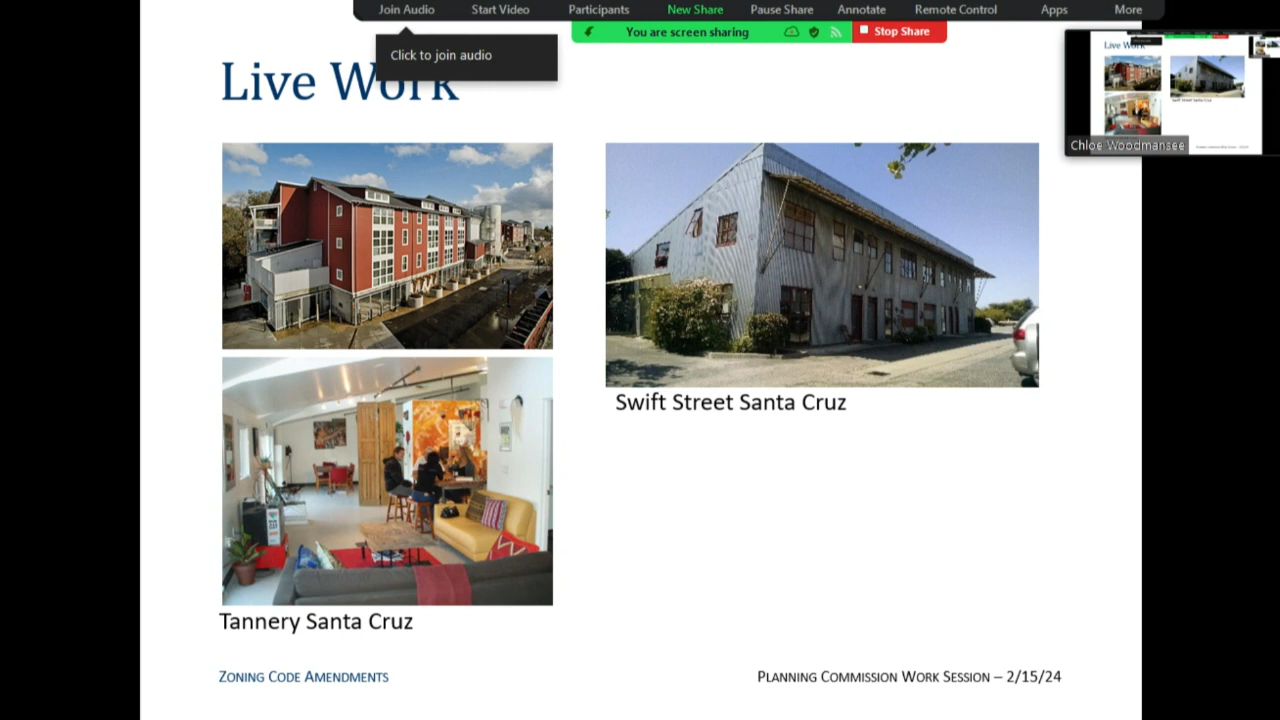 Join Audio Start Video Participants New Share Pause Share Annotate Remote Control Apps More
You are screen sharing Stop Share
Click to join audio
Live Work
Chloe Woodmansee
Swift Street Santa Cruz
Tannery Santa Cruz
Zoning Code Amendments
Planning Commission Work Session – 2/15/24